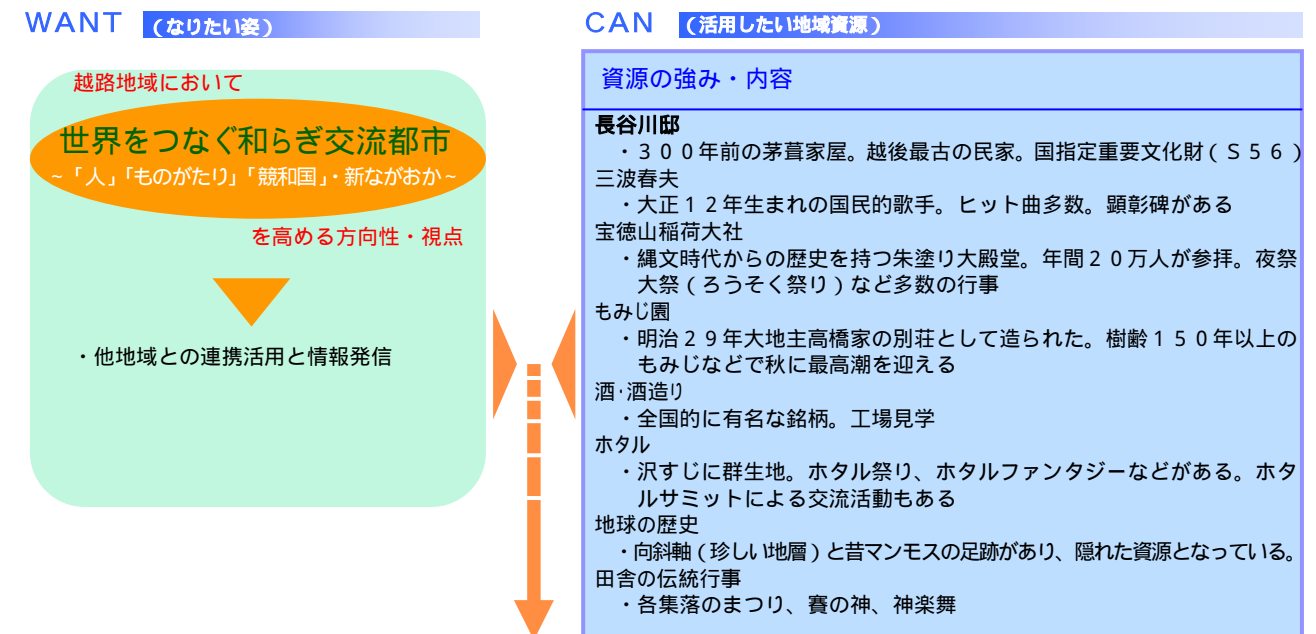 WANT (なりたい姿)
越路地域において
世界をつなぐ和らぎ交流都市
~「人」「ものがたり」「競和国」・新ながおか~
を高める方向性・視点
・他地域との連携活用と情報発信
CAN (活用したい地域資源)
資源の強み・内容
長谷川邸
・300年前の茅葺家屋。越後最古の民家。国指定重要文化財(S56)
三波春夫
・大正12年生まれの国民的歌手。ヒット曲多数。顕彰碑がある
宝徳山稲荷大社
・縄文時代からの歴史を持つ朱塗り大殿堂。年間20万人が参拝。夜祭
大祭(ろうそく祭り)など多数の行事
もみじ園
・明治29年大地主高橋家の別荘として造られた。樹齢150年以上の
もみじなどで秋に最高潮を迎える
酒・酒造り
・全国的に有名な銘柄。工場見学
ホタル
・沢すじに群生地。ホタル祭り、ホタルファンタジーなどがある。ホタ
ルサミットによる交流活動もある
地球の歴史
・向斜軸(珍しい地層)と昔マンモスの足跡があり、隠れた資源となっている。
田舎の伝統行事
・各集落のまつり、賽の神、神楽舞